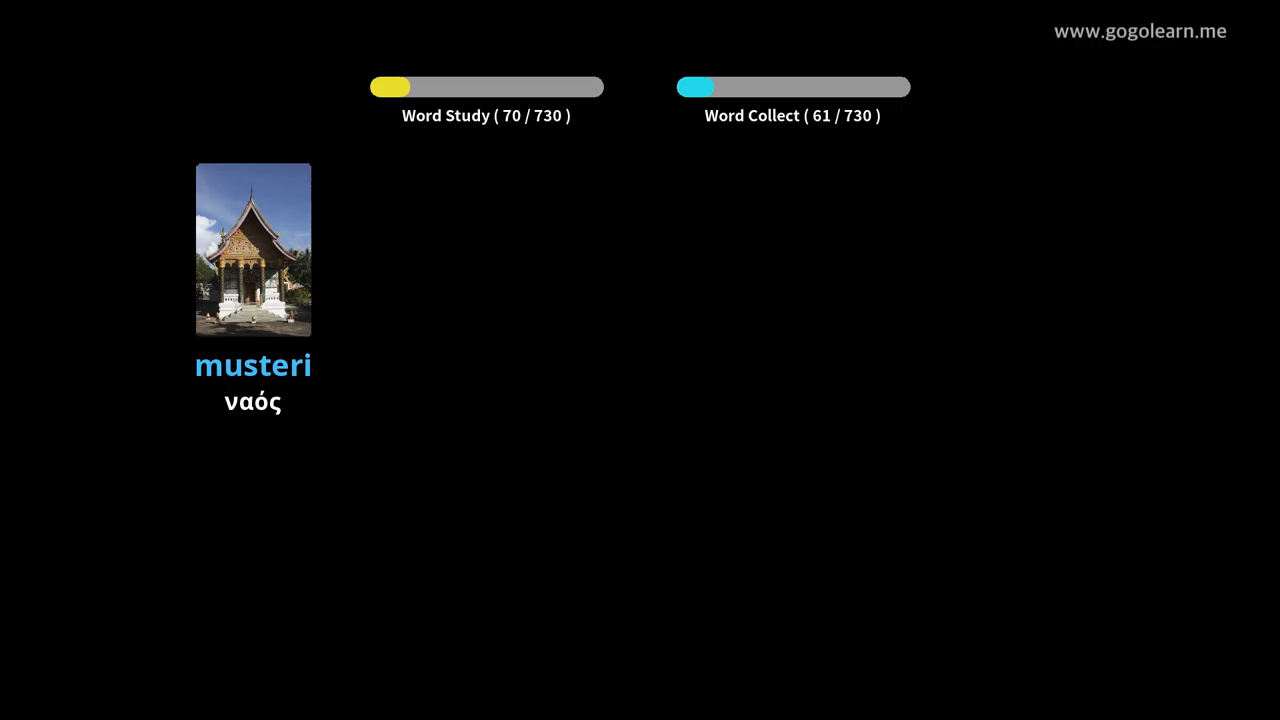 www.gogolearn.me
Word Study ( 70 / 730 )
Word Collect ( 61 / 730 )
musteri
ναός